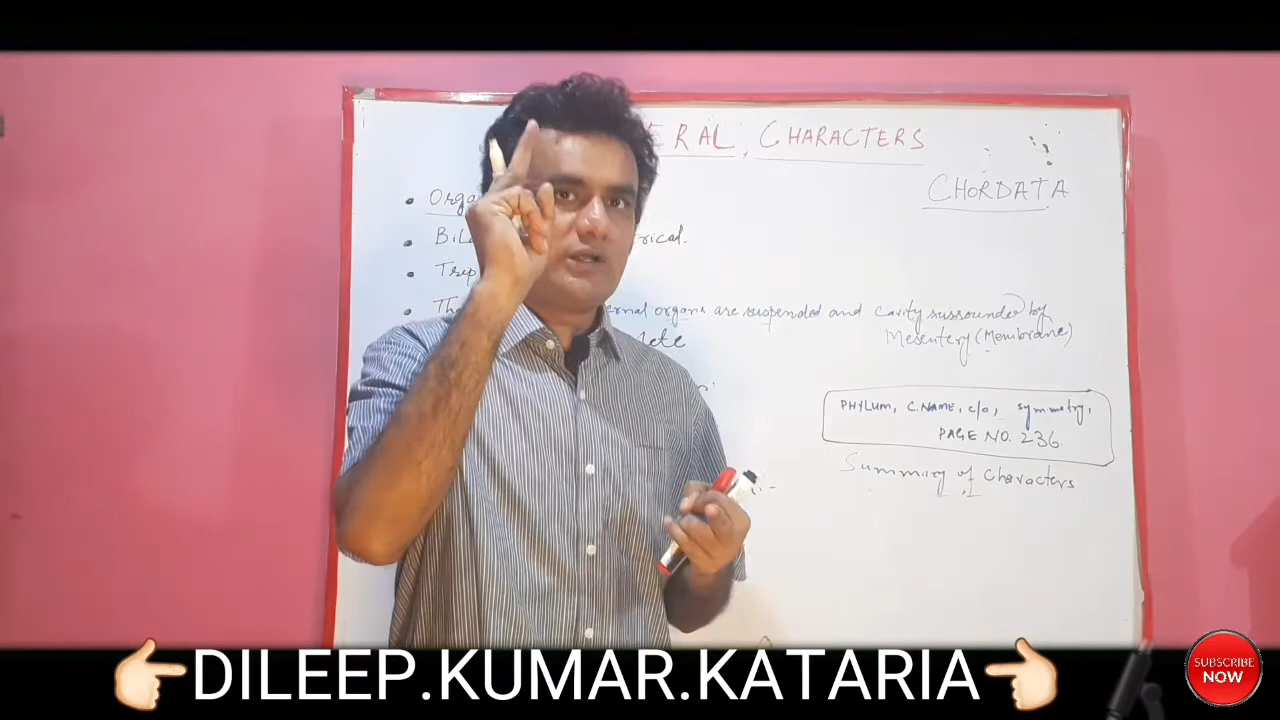 ERAL, CHARACTERS
CHORDATA
• Orga
• Bil rical.
• Trip
• Th ernal organs are suspended and cavity surrounded by
Mesentery (Membrane)
lete
PHYLUM, C.NAME, c/o, symmetry,
PAGE NO. 236.
Summary of Characters
👉🏻DILEEP.KUMAR.KATARIA👈🏻
SUBSCRIBE
NOW